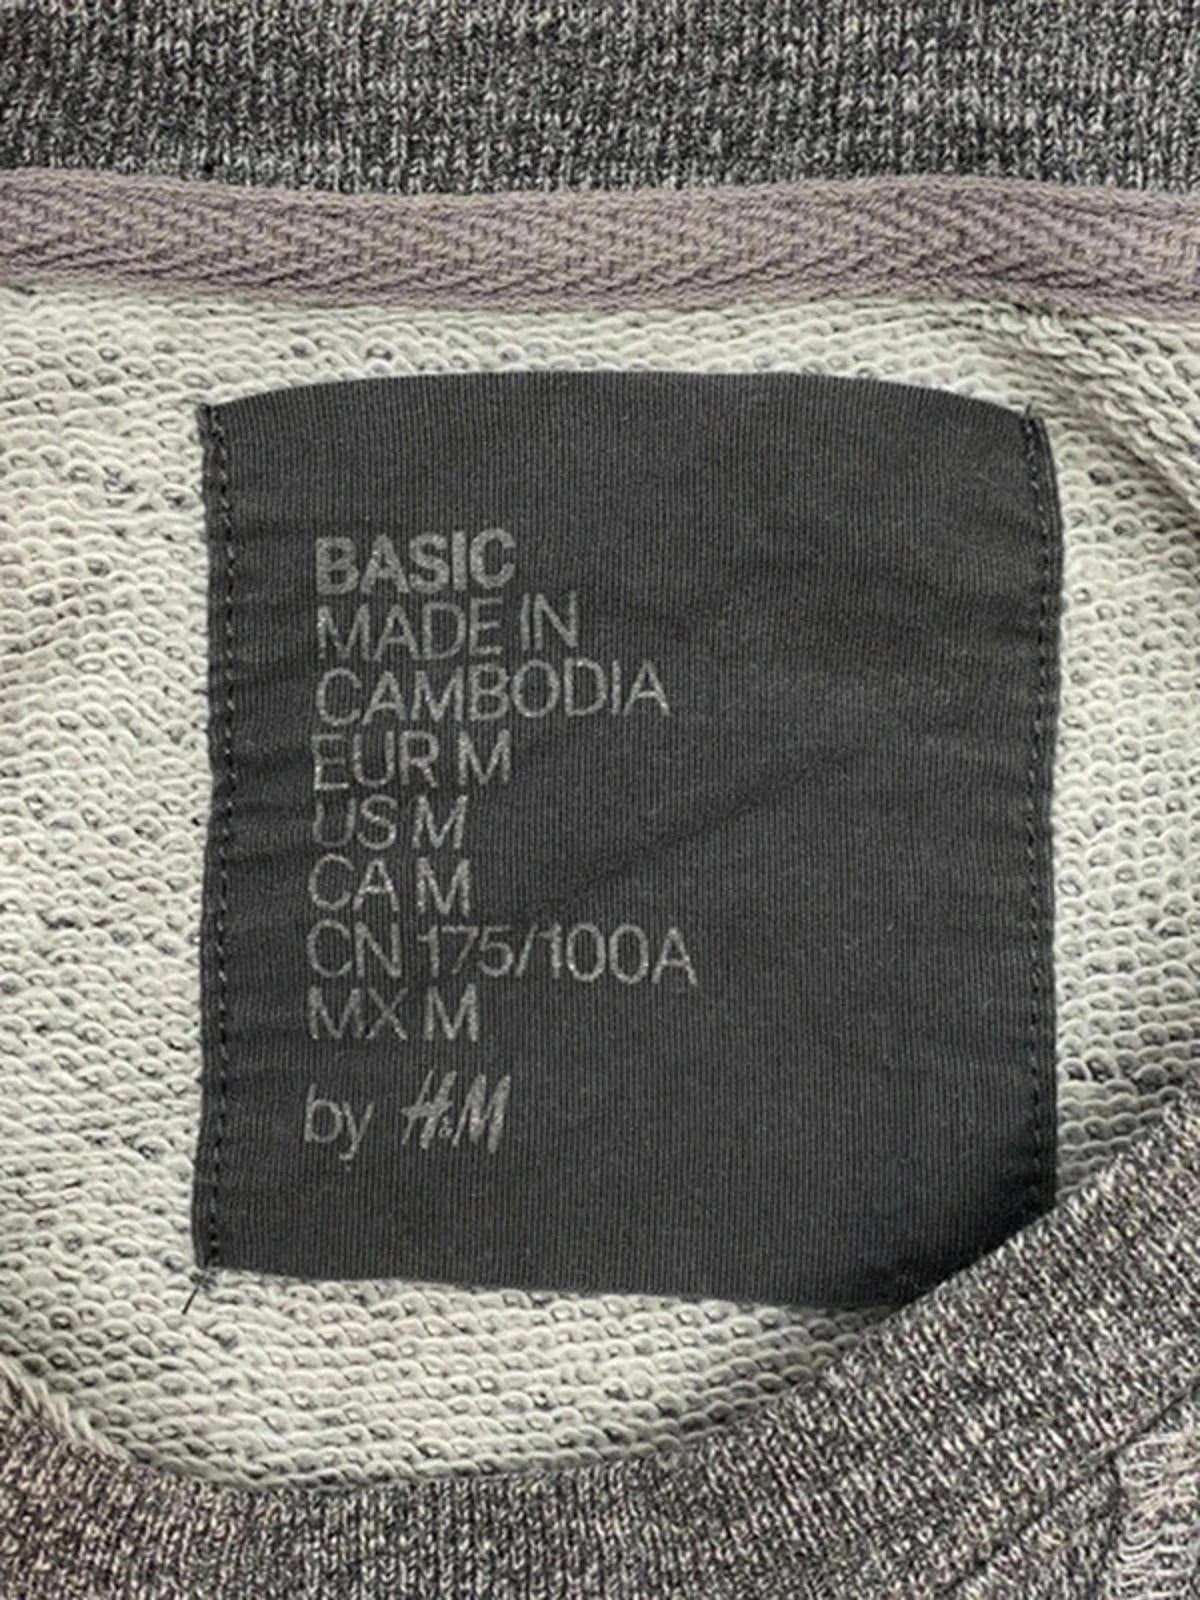 BASIC
MADE IN
CAMBODIA
EUR M
US M
CA M
CN 175/100A
MX M
by H&M